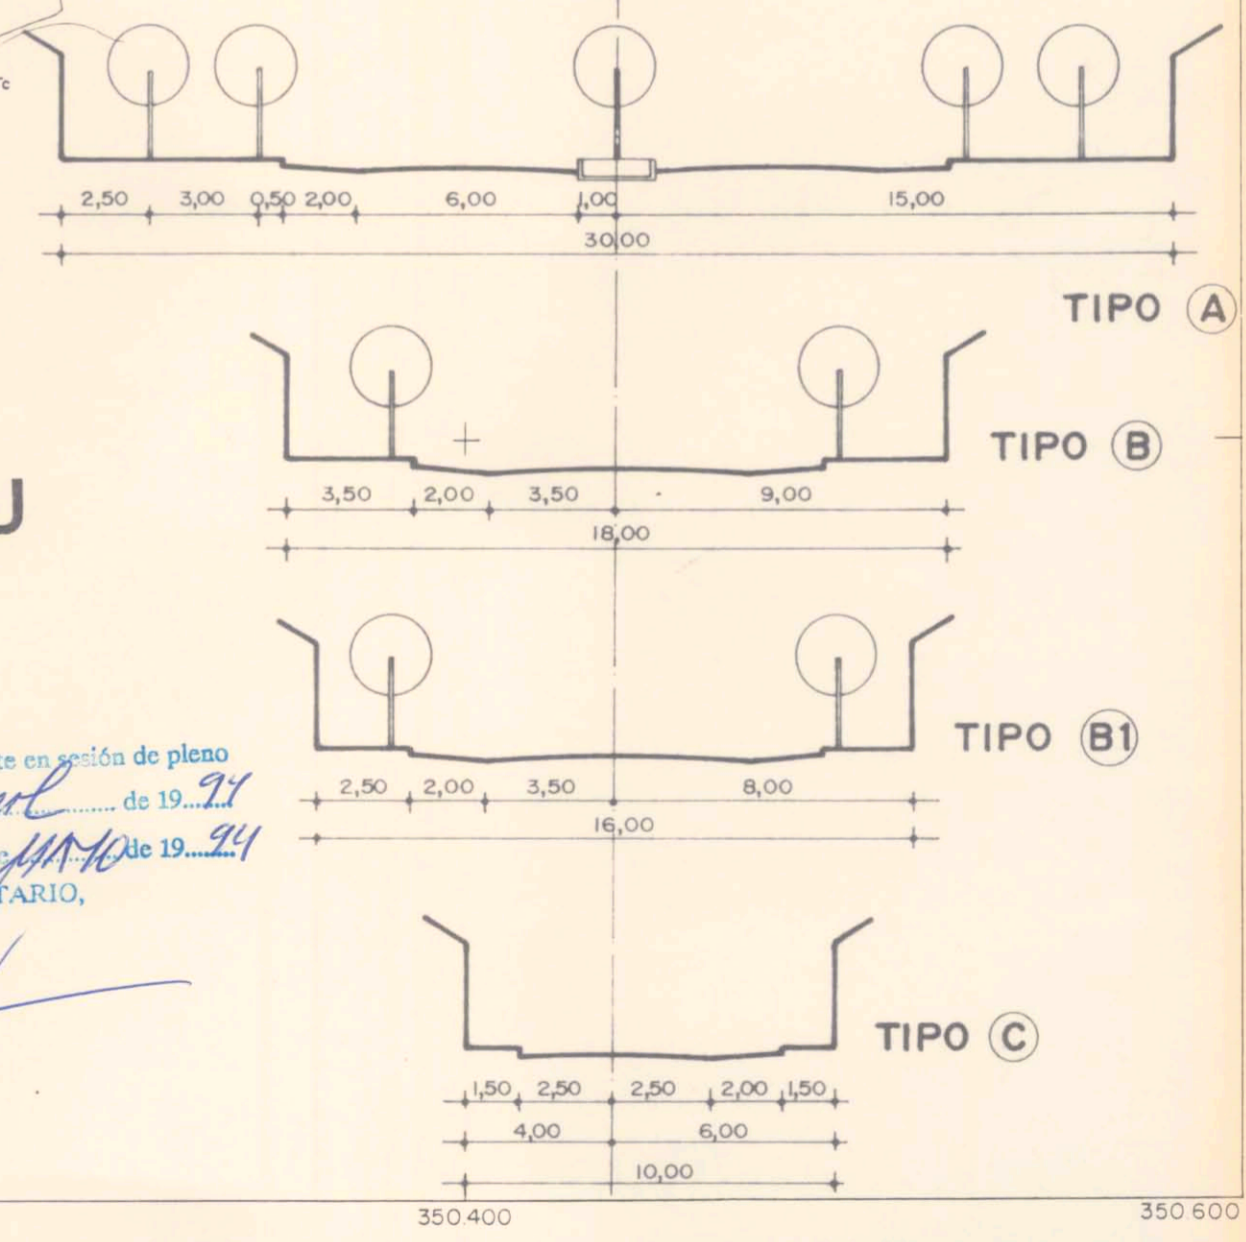 2,50 3,00 0,50 2,00 6,00 1,00 15,00
30,00
TIPO A
TIPO B
3,50 2,00 3,50 9,00
18,00
TIPO B1
te en sesión de pleno
de 19....94
2,50 2,00 3,50 8,00
16,00
MAYO de 19....94
TARIO,
TIPO C
1,50 2,50 2,50 2,00 1,50
4,00 6,00
10,00
350.400 350.600